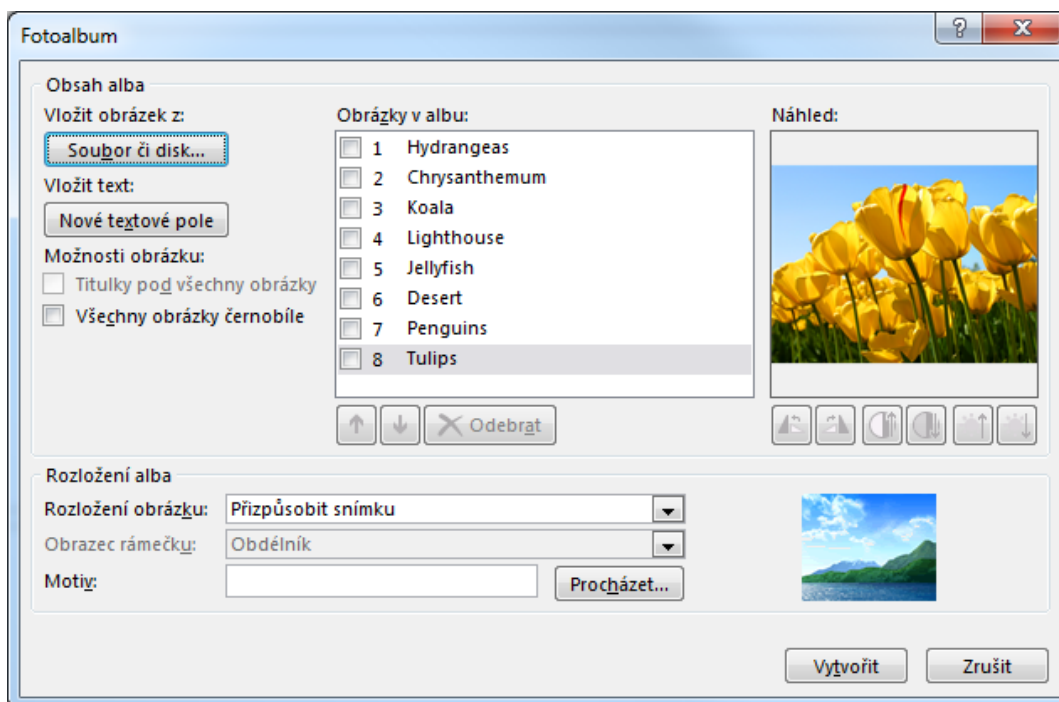 Fotoalbum
Obsah alba
Vložit obrázek z:
Soubor či disk...
Vložit text:
Nové textové pole
Možnosti obrázku:
Titulky pod všechny obrázky
Všechny obrázky černobíle
Obrázky v albu:
1 Hydrangeas
2 Chrysanthemum
3 Koala
4 Lighthouse
5 Jellyfish
6 Desert
7 Penguins
8 Tulips
Odebrat
Náhled:
Rozložení alba
Rozložení obrázku: Přizpůsobit snímku
Obrazec rámečku: Obdélník
Motiv: Procházet...
Vytvořit Zrušit